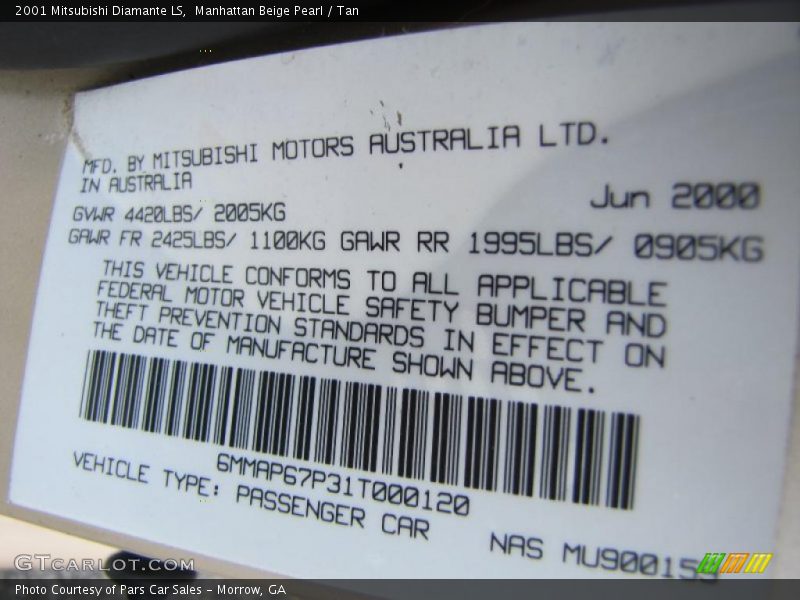 2001 Mitsubishi Diamante LS,  Manhattan Beige Pearl / Tan
MFD. BY MITSUBISHI MOTORS AUSTRALIA LTD.
IN AUSTRALIA
Jun 2000
GVWR 4420LBS/ 2005KG
GAWR FR 2425LBS/ 1100KG GAWR RR 1995LBS/ 0905KG
THIS VEHICLE CONFORMS TO ALL APPLICABLE
FEDERAL MOTOR VEHICLE SAFETY BUMPER AND
THEFT PREVENTION STANDARDS IN EFFECT ON
THE DATE OF MANUFACTURE SHOWN ABOVE.
6MMAP67P31T000120
VEHICLE TYPE: PASSENGER CAR
NAS
GTCARLOT.COM
Photo Courtesy of Pars Car Sales - Morrow, GA